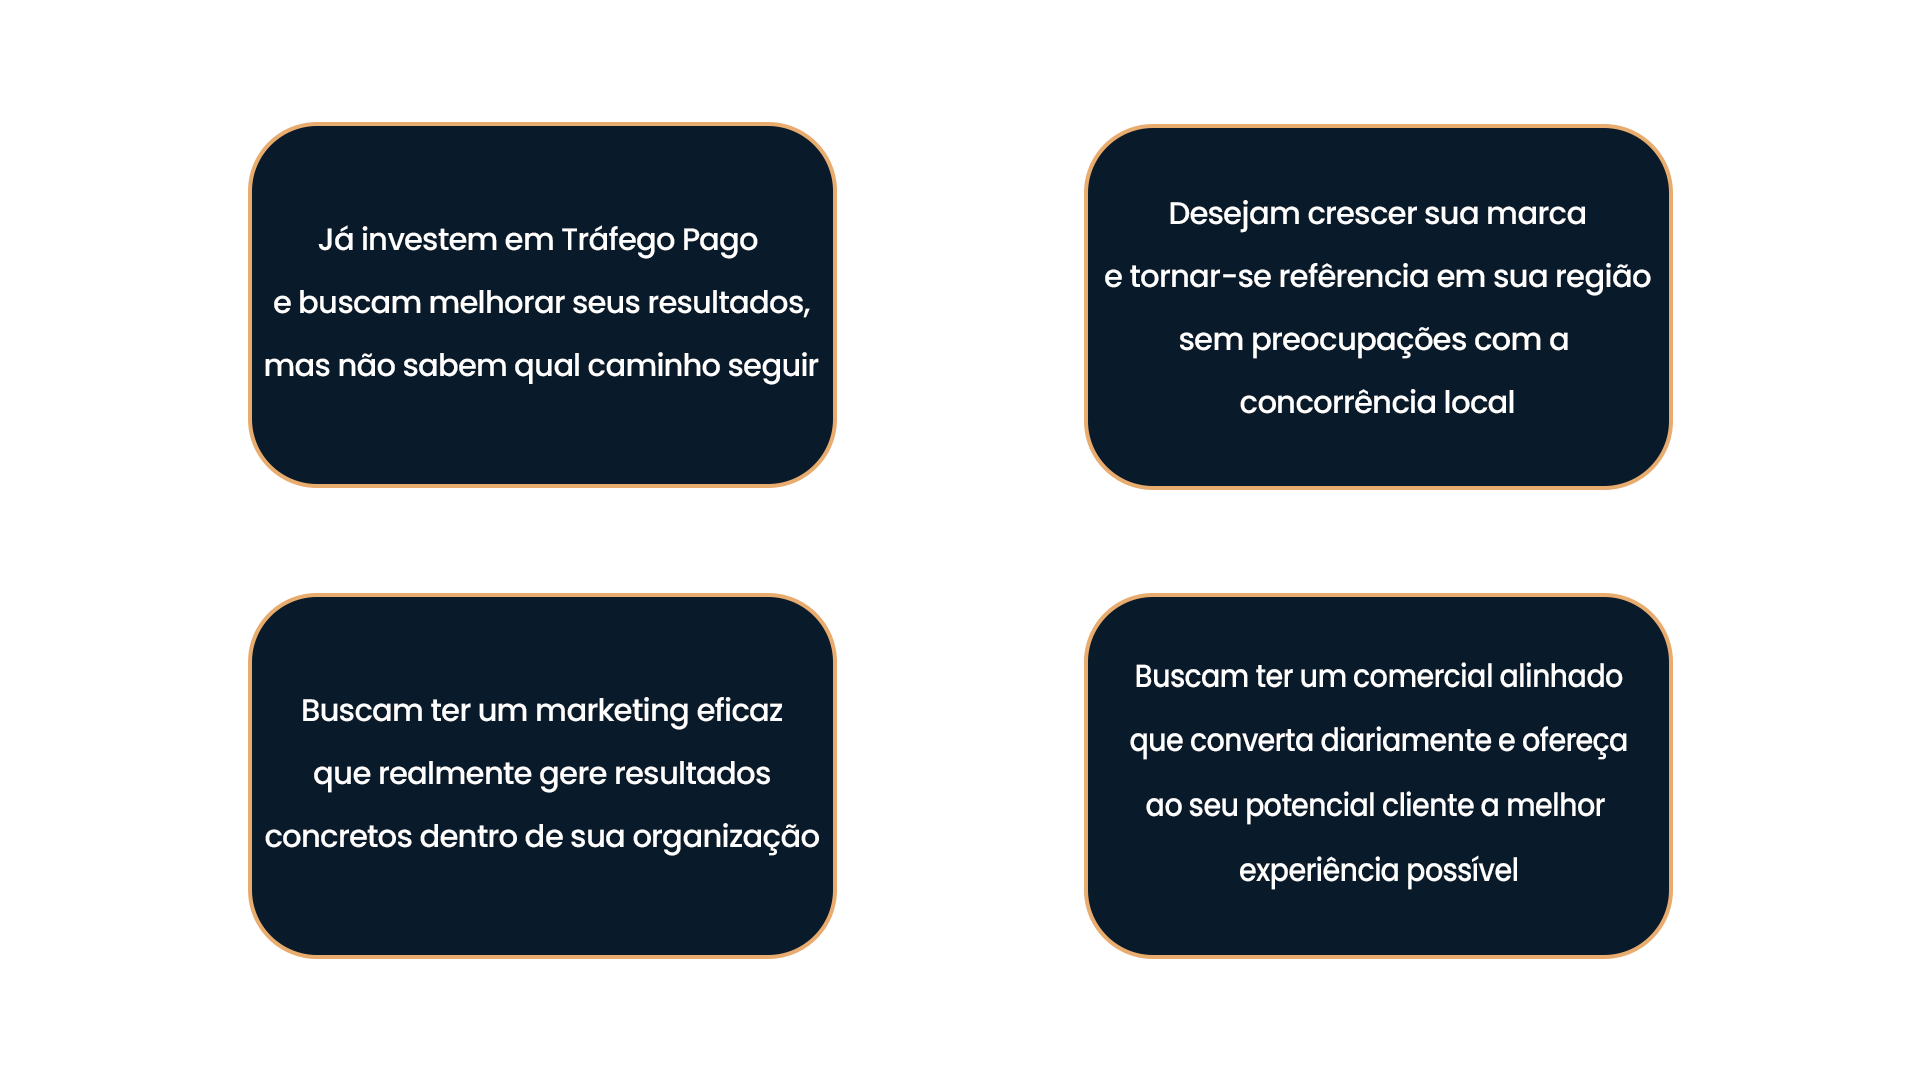 Já investem em Tráfego Pago
e buscam melhorar seus resultados,
mas não sabem qual caminho seguir
Desejam crescer sua marca
e tornar-se refêrencia em sua região
sem preocupações com a
concorrência local
Buscam ter um marketing eficaz
que realmente gere resultados
concretos dentro de sua organização
Buscam ter um comercial alinhado
que converta diariamente e ofereça
ao seu potencial cliente a melhor
experiência possível